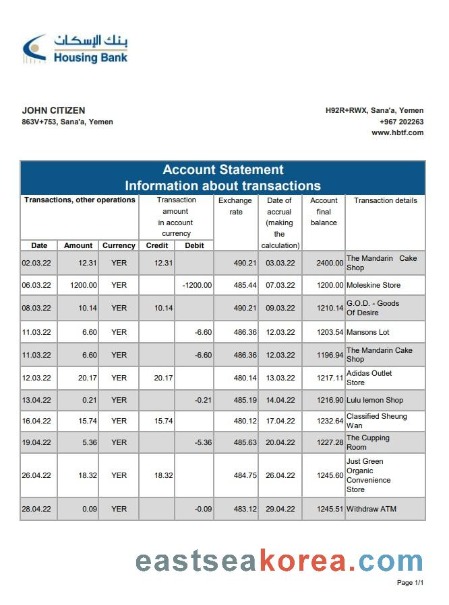 بنك الإسكان
Housing Bank
JOHN CITIZEN
863V+753, Sana'a, Yemen
H92R+RWX, Sana'a, Yemen
+967 202263
www.hbtf.com
Account Statement
Information about transactions
Transactions, other operations
Transaction
amount
in account
currency
Exchange
rate
Date of
accrual
(making
the
calculation)
Account
final
balance
Transaction details
Date Amount Currency Credit Debit
02.03.22 12.31 YER 12.31 490.21 03.03.22 2400.00 The Mandarin Cake
Shop
06.03.22 1200.00 YER -1200.00 485.44 07.03.22 1200.00 Moleskine Store
08.03.22 10.14 YER 10.14 490.21 09.03.22 1210.14 G.O.D. - Goods
Of Desire
11.03.22 6.60 YER -6.60 486.36 12.03.22 1203.54 Mansons Lot
11.03.22 6.60 YER -6.60 486.36 12.03.22 1196.94 The Mandarin Cake
Shop
12.03.22 20.17 YER 20.17 480.14 13.03.22 1217.11 Adidas Outlet
Store
13.04.22 0.21 YER -0.21 485.19 14.04.22 1216.90 Lulu lemon Shop
16.04.22 15.74 YER 15.74 480.12 17.04.22 1232.64 Classified Sheung
Wan
19.04.22 5.36 YER -5.36 485.63 20.04.22 1227.28 The Cupping
Room
26.04.22 18.32 YER 18.32 484.75 26.04.22 1245.60 Just Green
Organic
Convenience
Store
28.04.22 0.09 YER -0.09 483.12 29.04.22 1245.51 Withdraw ATM
eastseakorea.com
Page 1/1